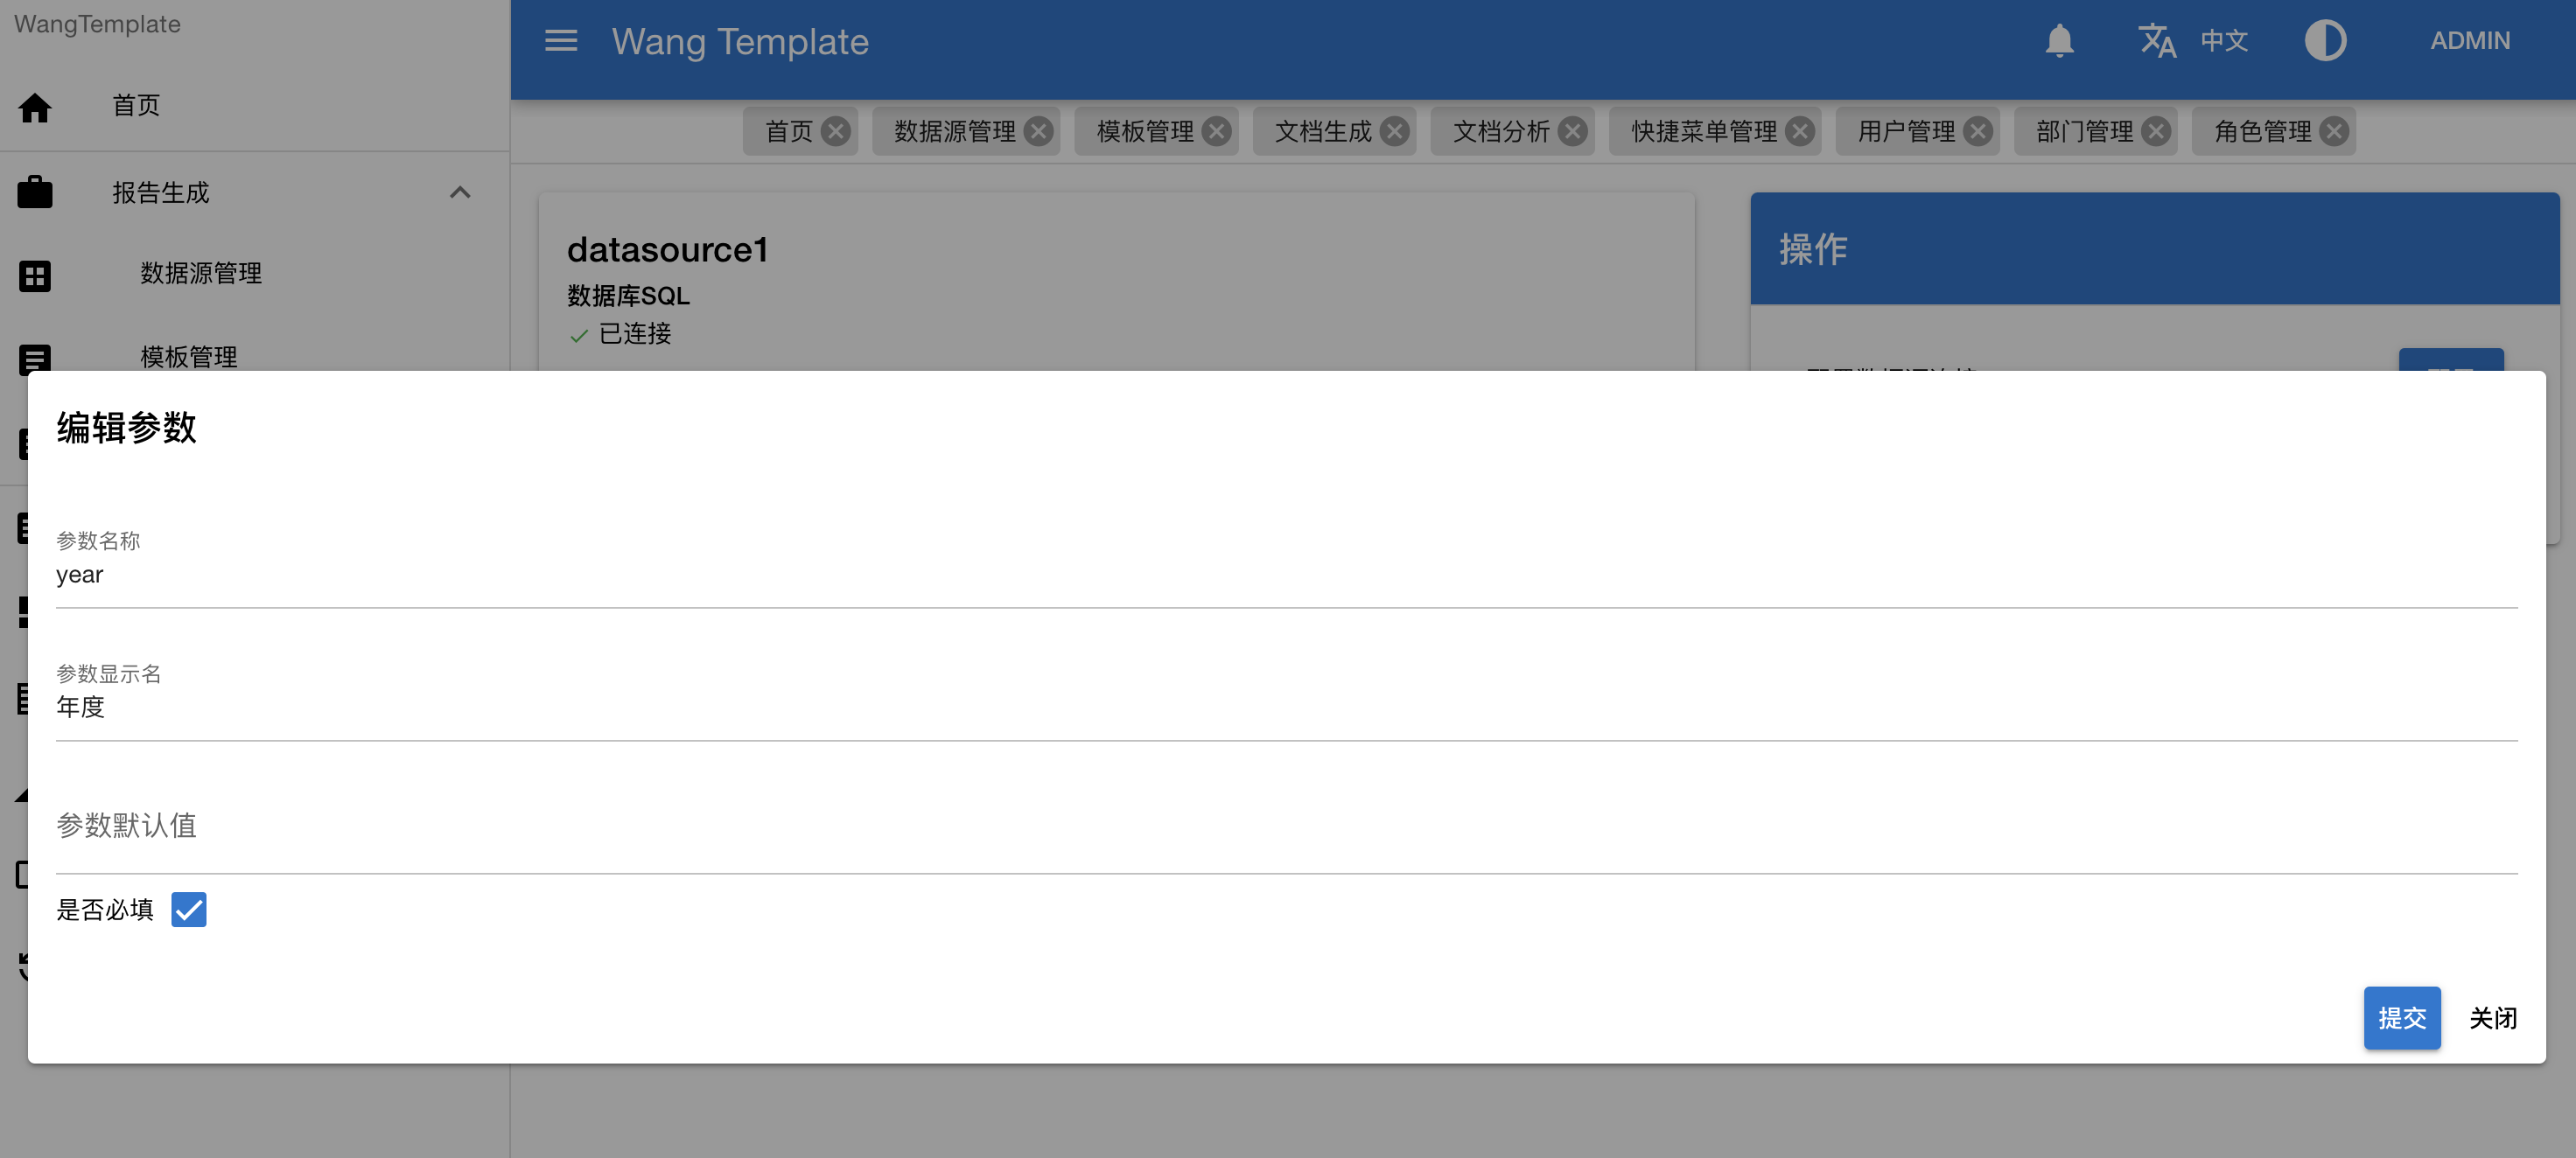 WangTemplate
Wang Template
中文
ADMIN
首页
首页
数据源管理
模板管理
文档生成
文档分析
快捷菜单管理
用户管理
部门管理
角色管理
报告生成
数据源管理
模板管理
datasource1
数据库SQL
已连接
操作
编辑参数
参数名称
year
参数显示名
年度
参数默认值
是否必填
提交
关闭